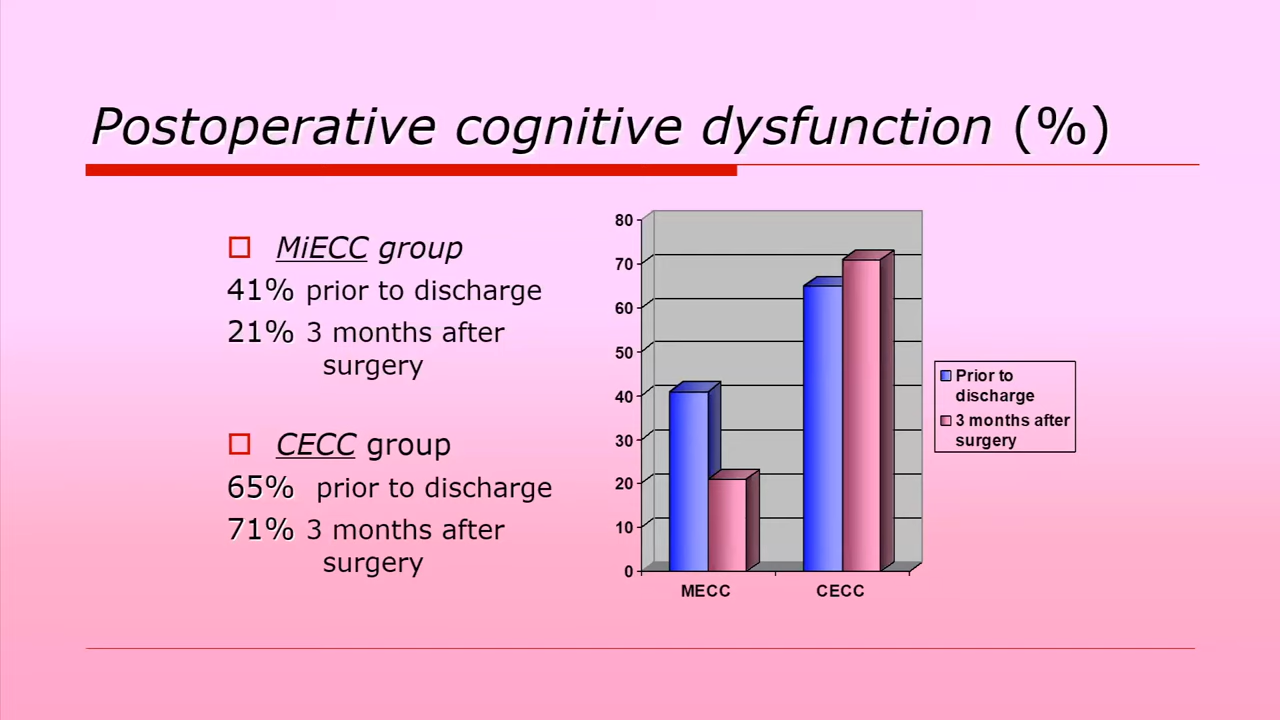 Postoperative cognitive dysfunction (%)
MiECC group
41% prior to discharge
21% 3 months after
surgery
CECC group
65% prior to discharge
71% 3 months after
surgery
80
70
60
50
40
30
20
10
0
MECC
CECC
Prior to
discharge
3 months after
surgery